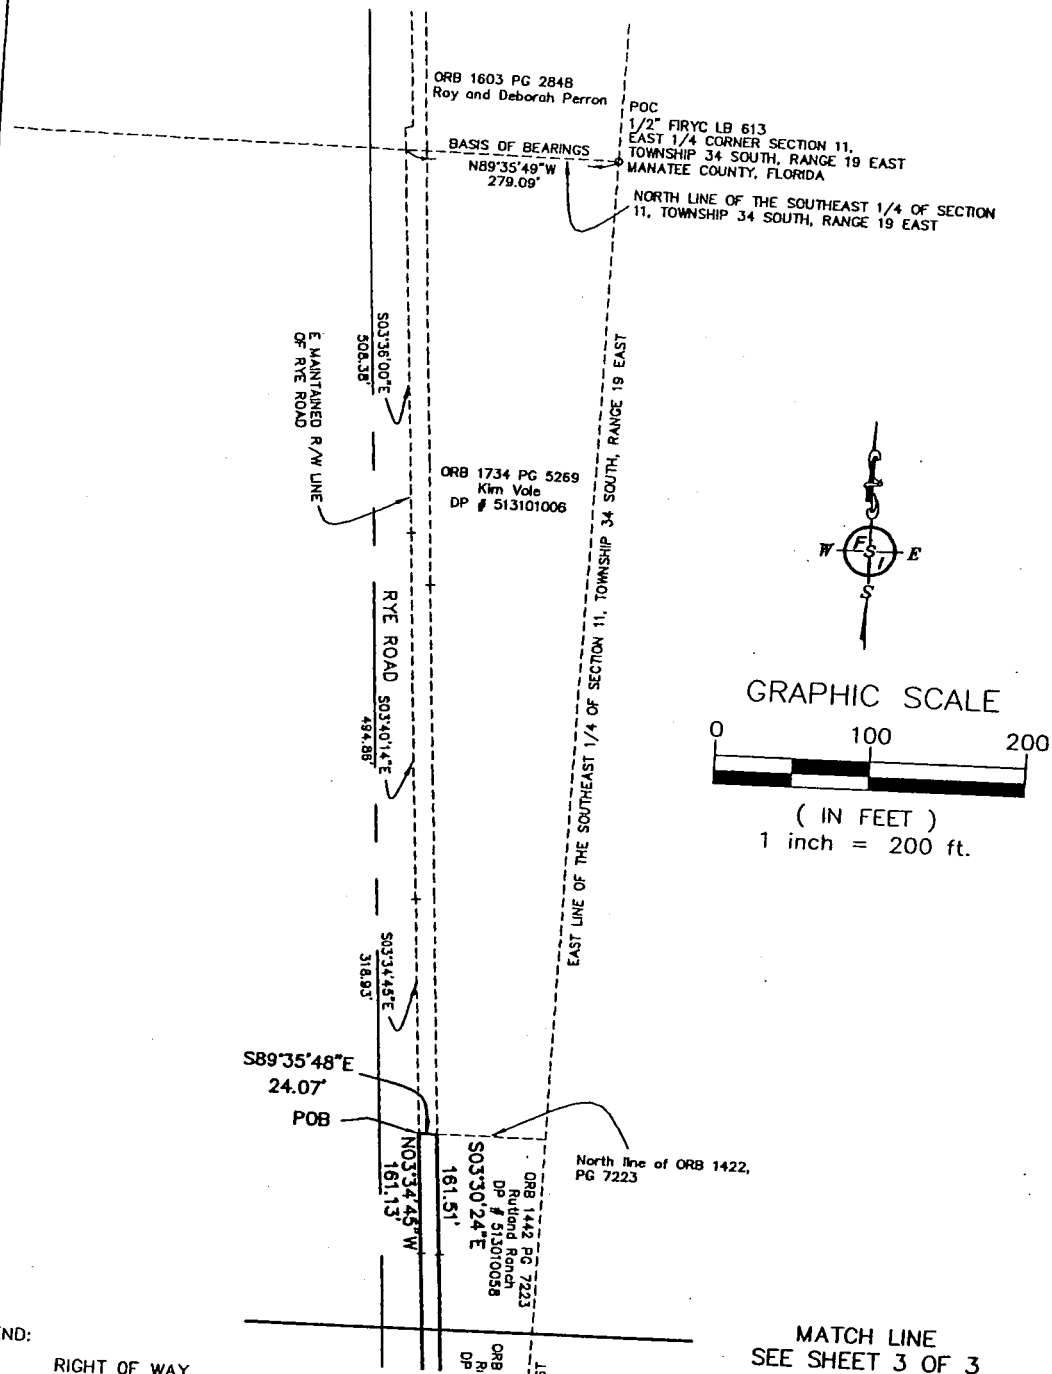 ORB 1603 PG 2848
Roy and Deborah Perron
POC
1/2" FIRYC LB 613
EAST 1/4 CORNER SECTION 11,
TOWNSHIP 34 SOUTH, RANGE 19 EAST
MANATEE COUNTY, FLORIDA
BASIS OF BEARINGS
N89°35'49"W
279.09'
NORTH LINE OF THE SOUTHEAST 1/4 OF SECTION
11, TOWNSHIP 34 SOUTH, RANGE 19 EAST
S03°36'00"E
508.38'
E MAINTAINED R/W LINE
OF RYE ROAD
EAST LINE OF THE SOUTHEAST 1/4 OF SECTION 11, TOWNSHIP 34 SOUTH, RANGE 19 EAST
ORB 1734 PG 5269
Kim Vole
DP # 513101006
W
F
S
I
E
S
RYE ROAD
S03°40'14"E
494.86'
GRAPHIC SCALE
0 100 200
( IN FEET )
1 inch = 200 ft.
S03°34'45"E
318.93'
S89°35'48"E
24.07'
POB
N03°34'45"W
161.13'
S03°30'24"E
161.51'
North line of ORB 1422,
PG 7223
ORB 1442 PG 7223
Rutland Ranch
DP # 513010058
ORB
DP
ND:
RIGHT OF WAY
MATCH LINE
SEE SHEET 3 OF 3